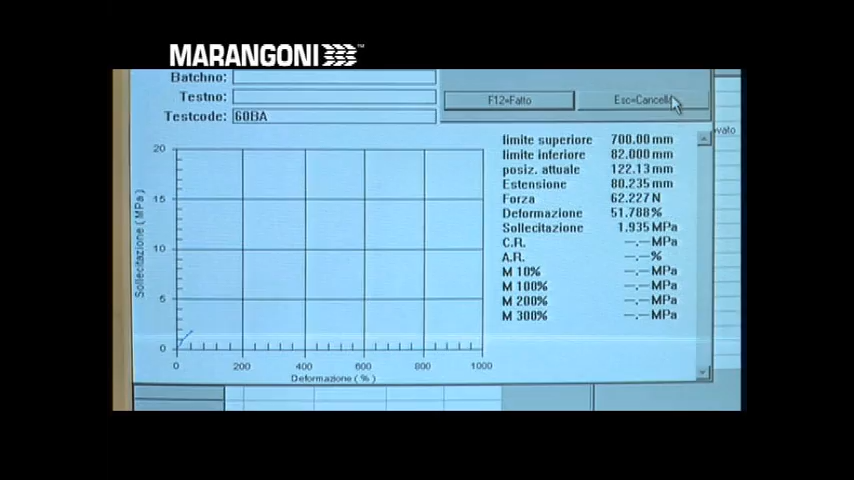 MARANGONI™
Batchno:
Testno:
Testcode: 60BA
F12=Fatto
Esc=Cancella
vato
limite superiore 700.00 mm
limite inferiore 82.000 mm
posiz. attuale 122.13 mm
Estensione 80.235 mm
Forza 62.227 N
Deformazione 51.788 %
Sollecitazione 1.935 MPa
C.R. --.-- MPa
A.R. --.-- %
M 10% --.-- MPa
M 100% --.-- MPa
M 200% --.-- MPa
M 300% --.-- MPa
Sollecitazione ( MPa )
20
15
10
5
0
0 200 400 600 800 1000
Deformazione ( % )